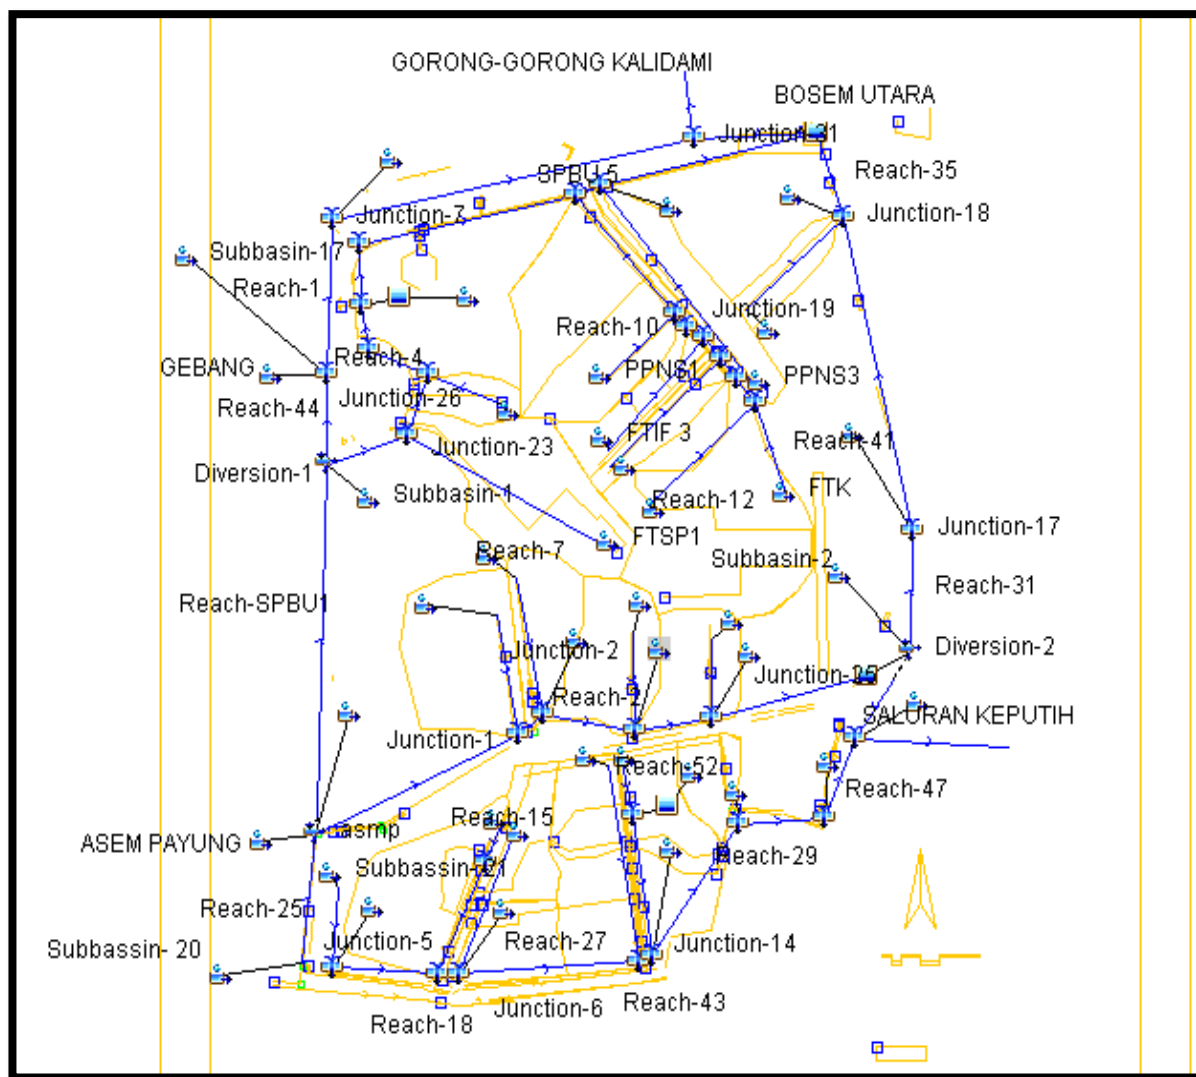 GORONG-GORONG KALIDAMI
BOSEM UTARA
Junction-21
Reach-35
SPBU 5
Junction-7
Junction-18
Subbasin-17
Reach-1
Junction-19
Reach-10
GEBANG
Reach-4
PPNS1
PPNS3
Reach-44
Junction-26
FTIF 3
Reach-41
Junction-23
Diversion-1
Subbasin-1
Reach-12
FTK
FTSP1
Junction-17
Reach-7
Subbasin-2
Reach-31
Reach-SPBU1
Junction-2
Diversion-2
Junction-25
Reach-2
SALURAN KEPUTIH
Junction-1
Reach-52
Reach-47
Reach-15
asmp
ASEM PAYUNG
Reach-29
Subbassin-21
Reach-25
Subbassin- 20
Junction-5
Reach-27
Junction-14
Junction-6
Reach-43
Reach-18